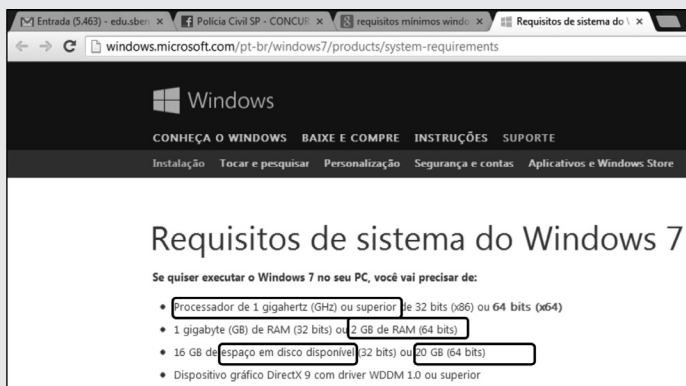 Entrada (5.463) - edu.sben
Polícia Civil SP - CONCUR
requisitos mínimos windo
Requisitos de sistema do \
windows.microsoft.com/pt-br/windows7/products/system-requirements
Windows
CONHEÇA O WINDOWS BAIXE E COMPRE INSTRUÇÕES SUPORTE
Instalação Tocar e pesquisar Personalização Segurança e contas Aplicativos e Windows Store
Requisitos de sistema do Windows 7
Se quiser executar o Windows 7 no seu PC, você vai precisar de:
• Processador de 1 gigahertz (GHz) ou superior de 32 bits (x86) ou 64 bits (x64)
• 1 gigabyte (GB) de RAM (32 bits) ou 2 GB de RAM (64 bits)
• 16 GB de espaço em disco disponível (32 bits) ou 20 GB (64 bits)
• Dispositivo gráfico DirectX 9 com driver WDDM 1.0 ou superior